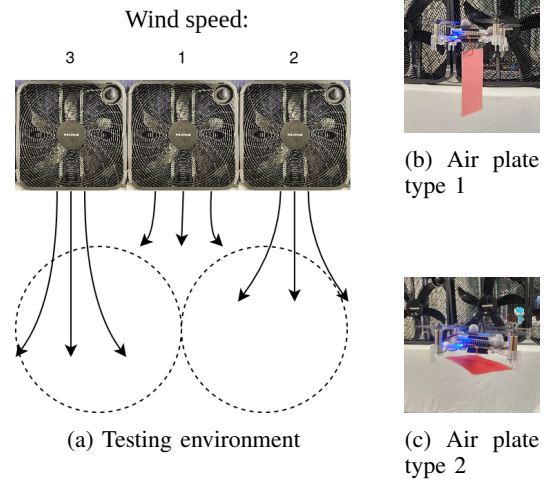 Wind speed:
3 1 2
(a) Testing environment
(b) Air plate
type 1
(c) Air plate
type 2